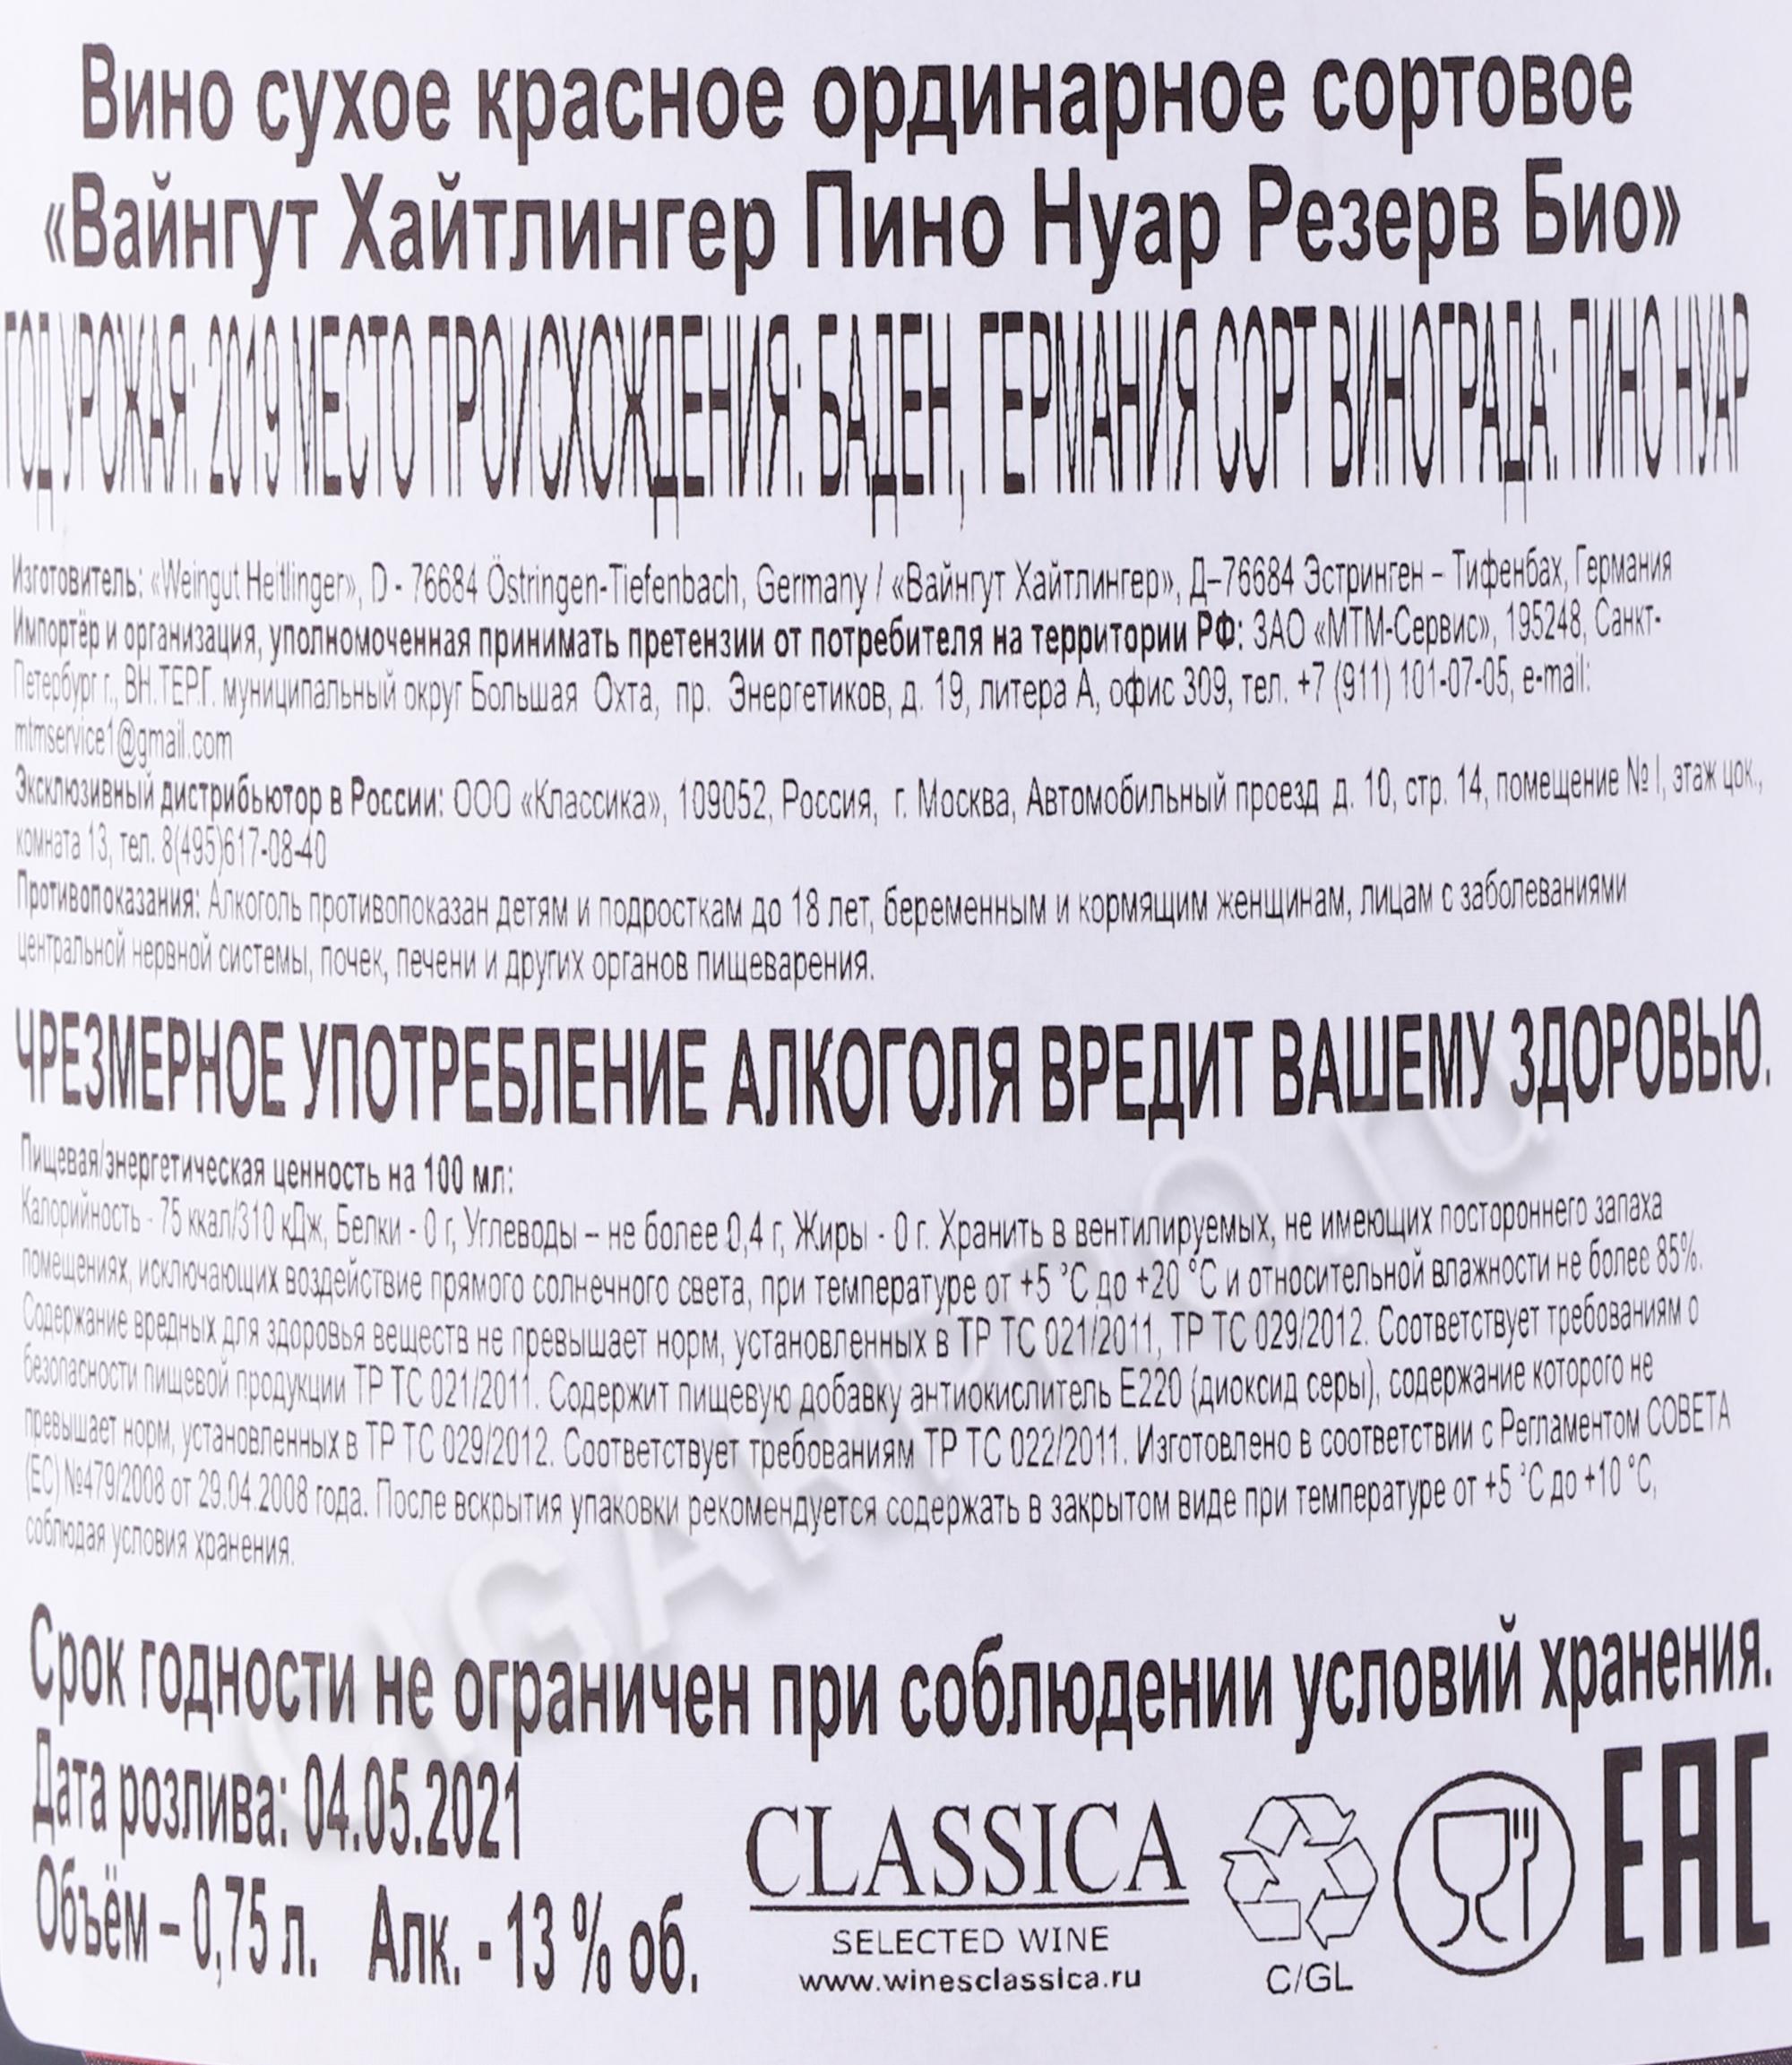 Вино сухое красное ординарное сортовое
«Вайнгут Хайтлингер Пино Нуар Резерв Био»
ГОД УРОЖАЯ: 2019 МЕСТО ПРОИСХОЖДЕНИЯ: БАДЕН, ГЕРМАНИЯ СОРТ ВИНОГРАДА: ПИНО НУАР
Изготовитель: «Weingut Heitlinger», D - 76684 Östringen-Tiefenbach, Germany / «Вайнгут Хайтлингер», Д–76684 Эстринген – Тифенбах, Германия
Импортёр и организация, уполномоченная принимать претензии от потребителя на территории РФ: ЗАО «МТМ-Сервис», 195248, Санкт-
Петербург г., ВН.ТЕР.Г. муниципальный округ Большая Охта, пр. Энергетиков, д. 19, литера А, офис 309, тел. +7 (911) 101-07-05, e-mail:
mtmservice1@gmail.com
Эксклюзивный дистрибьютор в России: ООО «Классика», 109052, Россия, г. Москва, Автомобильный проезд д. 10, стр. 14, помещение № I, этаж цок.,
комната 13, тел. 8(495)617-08-40
Противопоказания: Алкоголь противопоказан детям и подросткам до 18 лет, беременным и кормящим женщинам, лицам с заболеваниями
центральной нервной системы, почек, печени и других органов пищеварения.
ЧРЕЗМЕРНОЕ УПОТРЕБЛЕНИЕ АЛКОГОЛЯ ВРЕДИТ ВАШЕМУ ЗДОРОВЬЮ.
Пищевая/энергетическая ценность на 100 мл:
Калорийность - 75 ккал/310 кДж, Белки - 0 г, Углеводы – не более 0,4 г, Жиры - 0 г. Хранить в вентилируемых, не имеющих постороннего запаха
помещениях, исключающих воздействие прямого солнечного света, при температуре от +5 °С до +20 °С и относительной влажности не более 85%.
Содержание вредных для здоровья веществ не превышает норм, установленных в ТР ТС 021/2011, ТР ТС 029/2012. Соответствует требованиям о
безопасности пищевой продукции ТР ТС 021/2011. Содержит пищевую добавку антиокислитель Е220 (диоксид серы), содержание которого не
превышает норм, установленных в ТР ТС 029/2012. Соответствует требованиям ТР ТС 022/2011. Изготовлено в соответствии с Регламентом СОВЕТА
(ЕС) №479/2008 от 29.04.2008 года. После вскрытия упаковки рекомендуется содержать в закрытом виде при температуре от +5 °С до +10 °С,
соблюдая условия хранения.
Срок годности не ограничен при соблюдении условий хранения.
Дата розлива: 04.05.2021
Объём – 0,75 л. Алк. - 13 % об.
CLASSICA
SELECTED WINE
www.winesclassica.ru
C/GL
EAC
CIGARPRO.ru